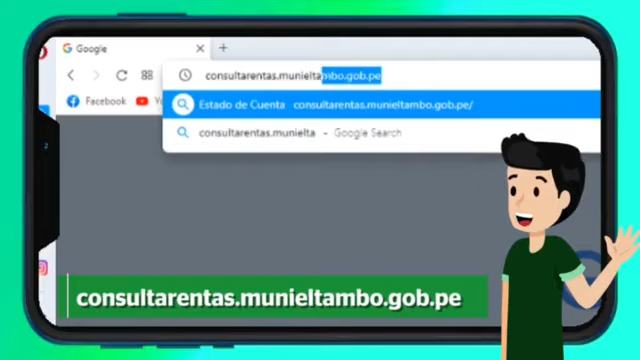 Google
consultarentas.munieltambo.gob.pe
Facebook
Estado de Cuenta consultarentas.munieltambo.gob.pe/
consultarentas.munielta - Google Search
consultarentas.munieltambo.gob.pe